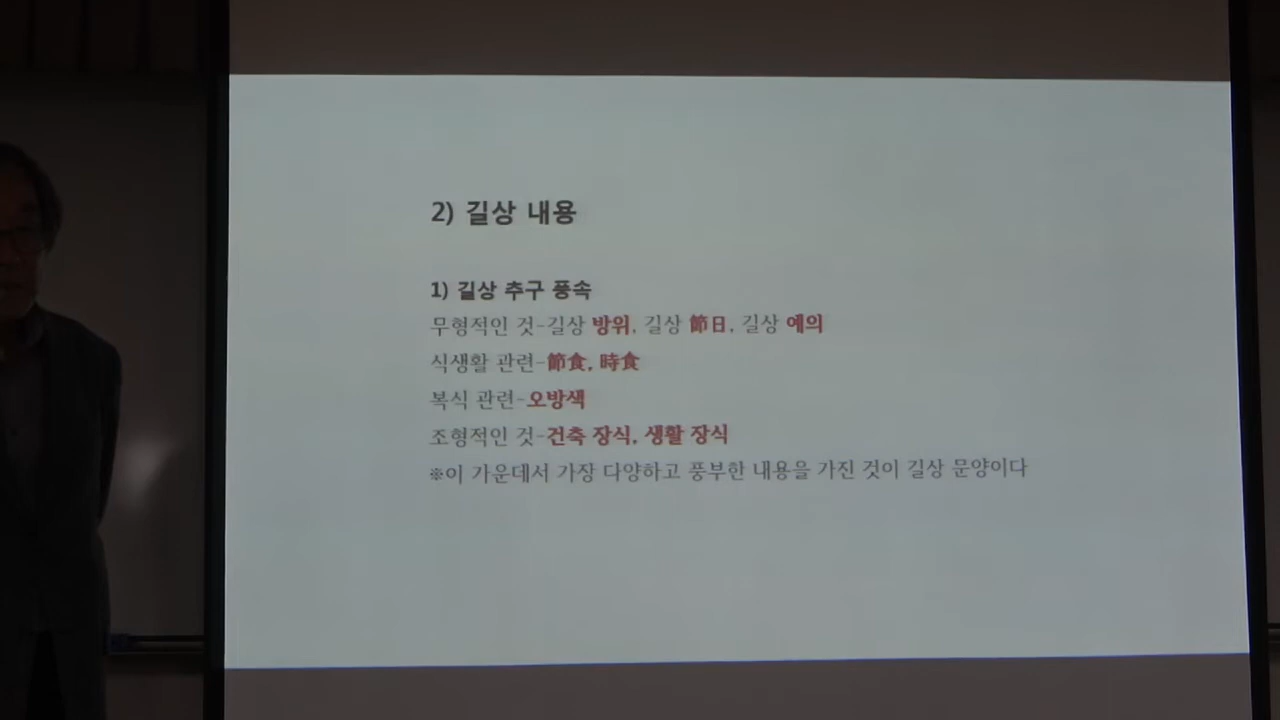 2) 길상 내용
1) 길상 추구 풍속
무형적인 것-길상 방위, 길상 節日, 길상 예의
식생활 관련-節食, 時食
복식 관련-오방색
조형적인 것-건축 장식, 생활 장식
※이 가운데서 가장 다양하고 풍부한 내용을 가진 것이 길상 문양이다